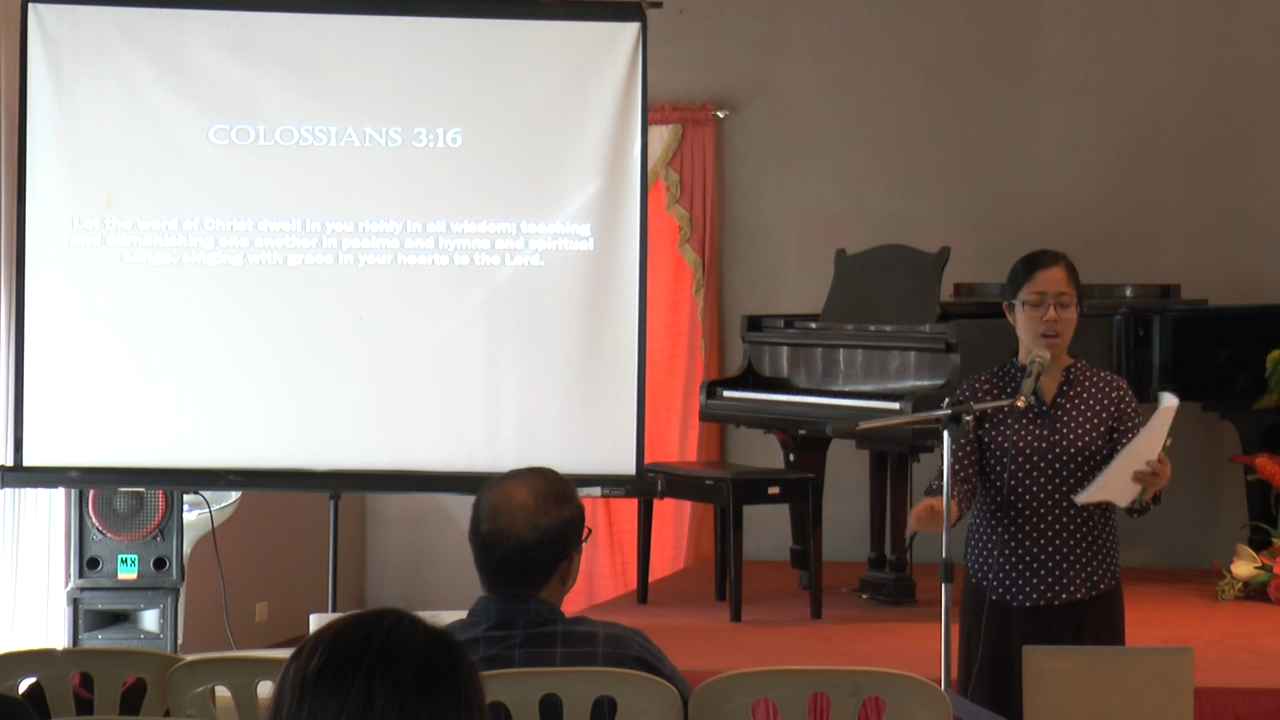 COLOSSIANS 3:16
Let the word of Christ dwell in you richly in all wisdom; teaching
and admonishing one another in psalms and hymns and spiritual
songs, singing with grace in your hearts to the Lord.
MX